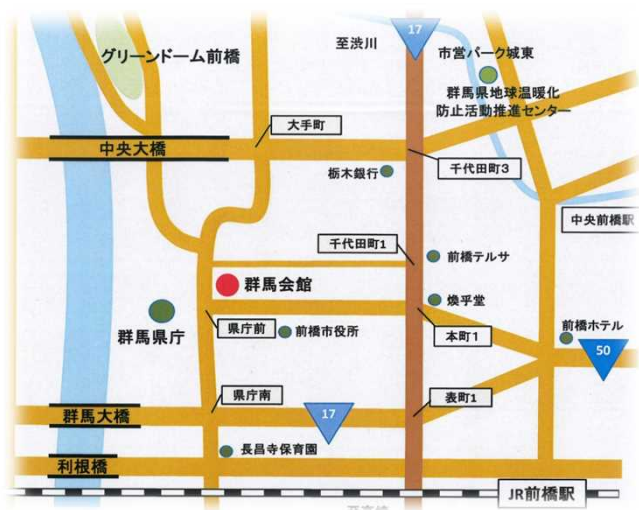 17
至渋川
市営パーク城東
グリーンドーム前橋
群馬県地球温暖化
防止活動推進センター
大手町
中央大橋
千代田町3
栃木銀行
中央前橋駅
千代田町1
前橋テルサ
群馬会館
煥乎堂
群馬県庁
県庁前
前橋市役所
本町1
前橋ホテル
50
県庁南
表町1
群馬大橋
17
長昌寺保育園
利根橋
JR前橋駅